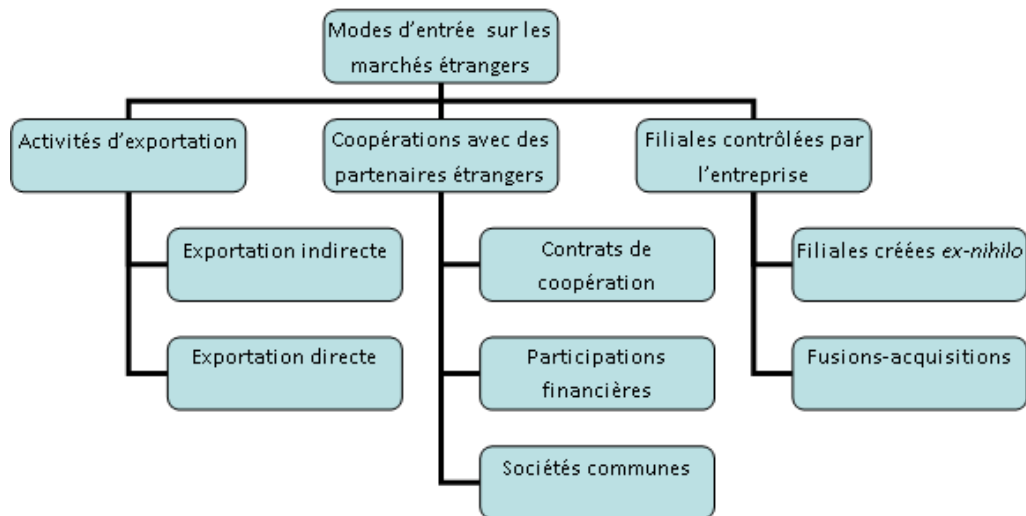 Modes d'entrée sur les
marchés étrangers
Activités d'exportation
Coopérations avec des
partenaires étrangers
Filiales contrôlées par
l'entreprise
Exportation indirecte
Contrats de
coopération
Filiales créées ex-nihilo
Exportation directe
Participations
financières
Fusions-acquisitions
Sociétés communes